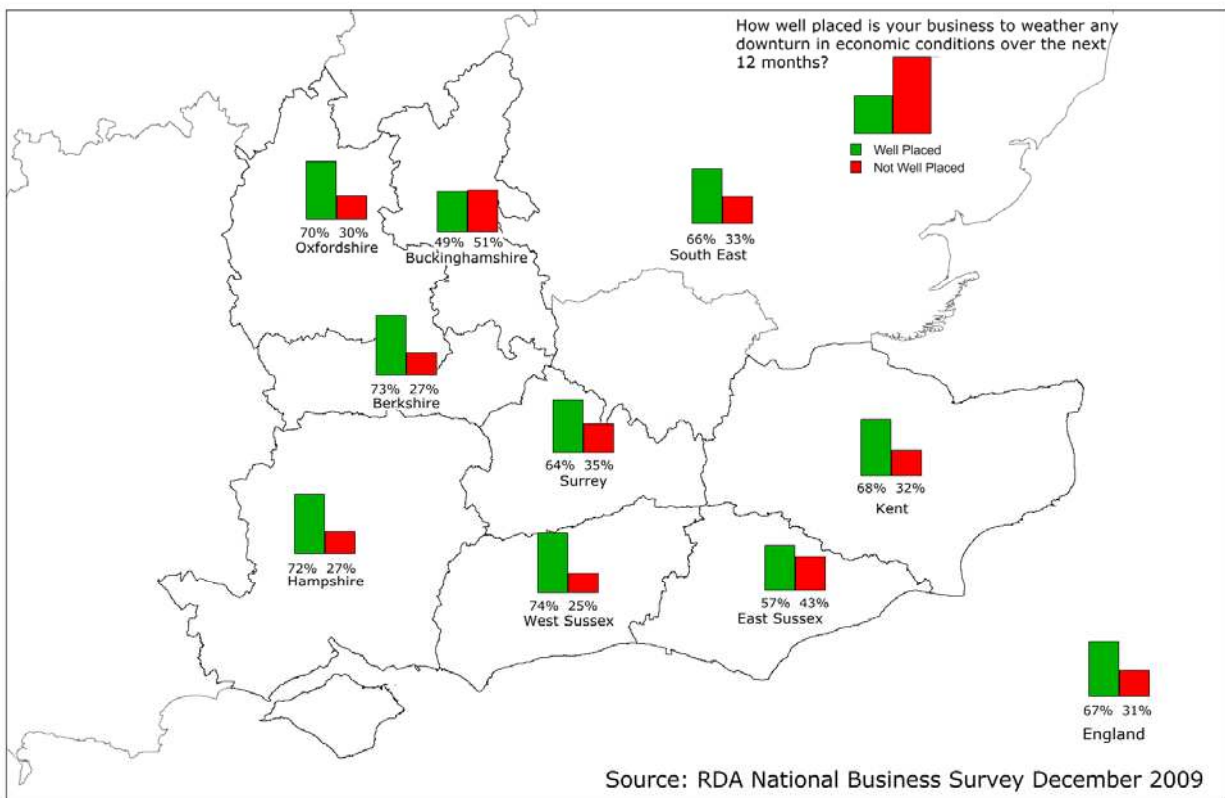 How well placed is your business to weather any
downturn in economic conditions over the next
12 months?
Well Placed
Not Well Placed
70% 30%
Oxfordshire
49% 51%
Buckinghamshire
66% 33%
South East
73% 27%
Berkshire
64% 35%
Surrey
68% 32%
Kent
72% 27%
Hampshire
74% 25%
West Sussex
57% 43%
East Sussex
67% 31%
England
Source: RDA National Business Survey December 2009